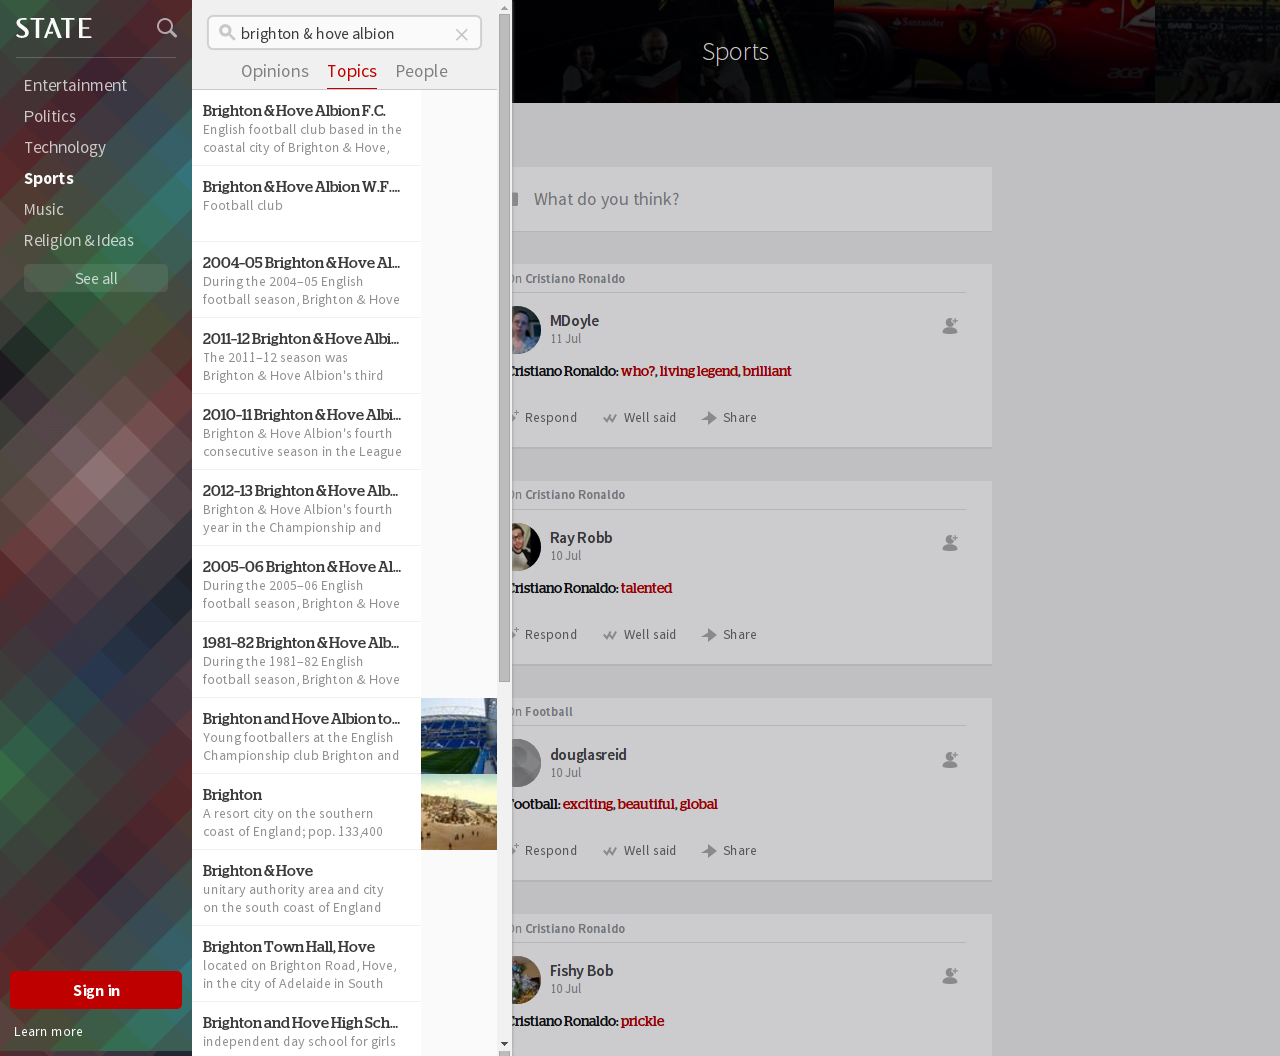 STATE
Entertainment
Politics
Technology
Sports
Music
Religion & Ideas
See all
Sign in
Learn more
brighton & hove albion
Opinions Topics People
Brighton & Hove Albion F.C.
English football club based in the
coastal city of Brighton & Hove,
Brighton & Hove Albion W.F....
Football club
2004–05 Brighton & Hove Al...
During the 2004–05 English
football season, Brighton & Hove
2011–12 Brighton & Hove Albi...
The 2011–12 season was
Brighton & Hove Albion's third
2010–11 Brighton & Hove Albi...
Brighton & Hove Albion's fourth
consecutive season in the League
2012–13 Brighton & Hove Alb...
Brighton & Hove Albion's fourth
year in the Championship and
2005–06 Brighton & Hove Al...
During the 2005–06 English
football season, Brighton & Hove
1981–82 Brighton & Hove Alb...
During the 1981–82 English
football season, Brighton & Hove
Brighton and Hove Albion to...
Young footballers at the English
Championship club Brighton and
Brighton
A resort city on the southern
coast of England; pop. 133,400
Brighton & Hove
unitary authority area and city
on the south coast of England
Brighton Town Hall, Hove
located on Brighton Road, Hove,
in the city of Adelaide in South
Brighton and Hove High Sch...
independent day school for girls
Sports
acer
What do you think?
On Cristiano Ronaldo
MDoyle
11 Jul
Cristiano Ronaldo: who?, living legend, brilliant
Respond Well said Share
On Cristiano Ronaldo
Ray Robb
10 Jul
Cristiano Ronaldo: talented
Respond Well said Share
On Football
douglasreid
10 Jul
Football: exciting, beautiful, global
Respond Well said Share
On Cristiano Ronaldo
Fishy Bob
10 Jul
Cristiano Ronaldo: prickle